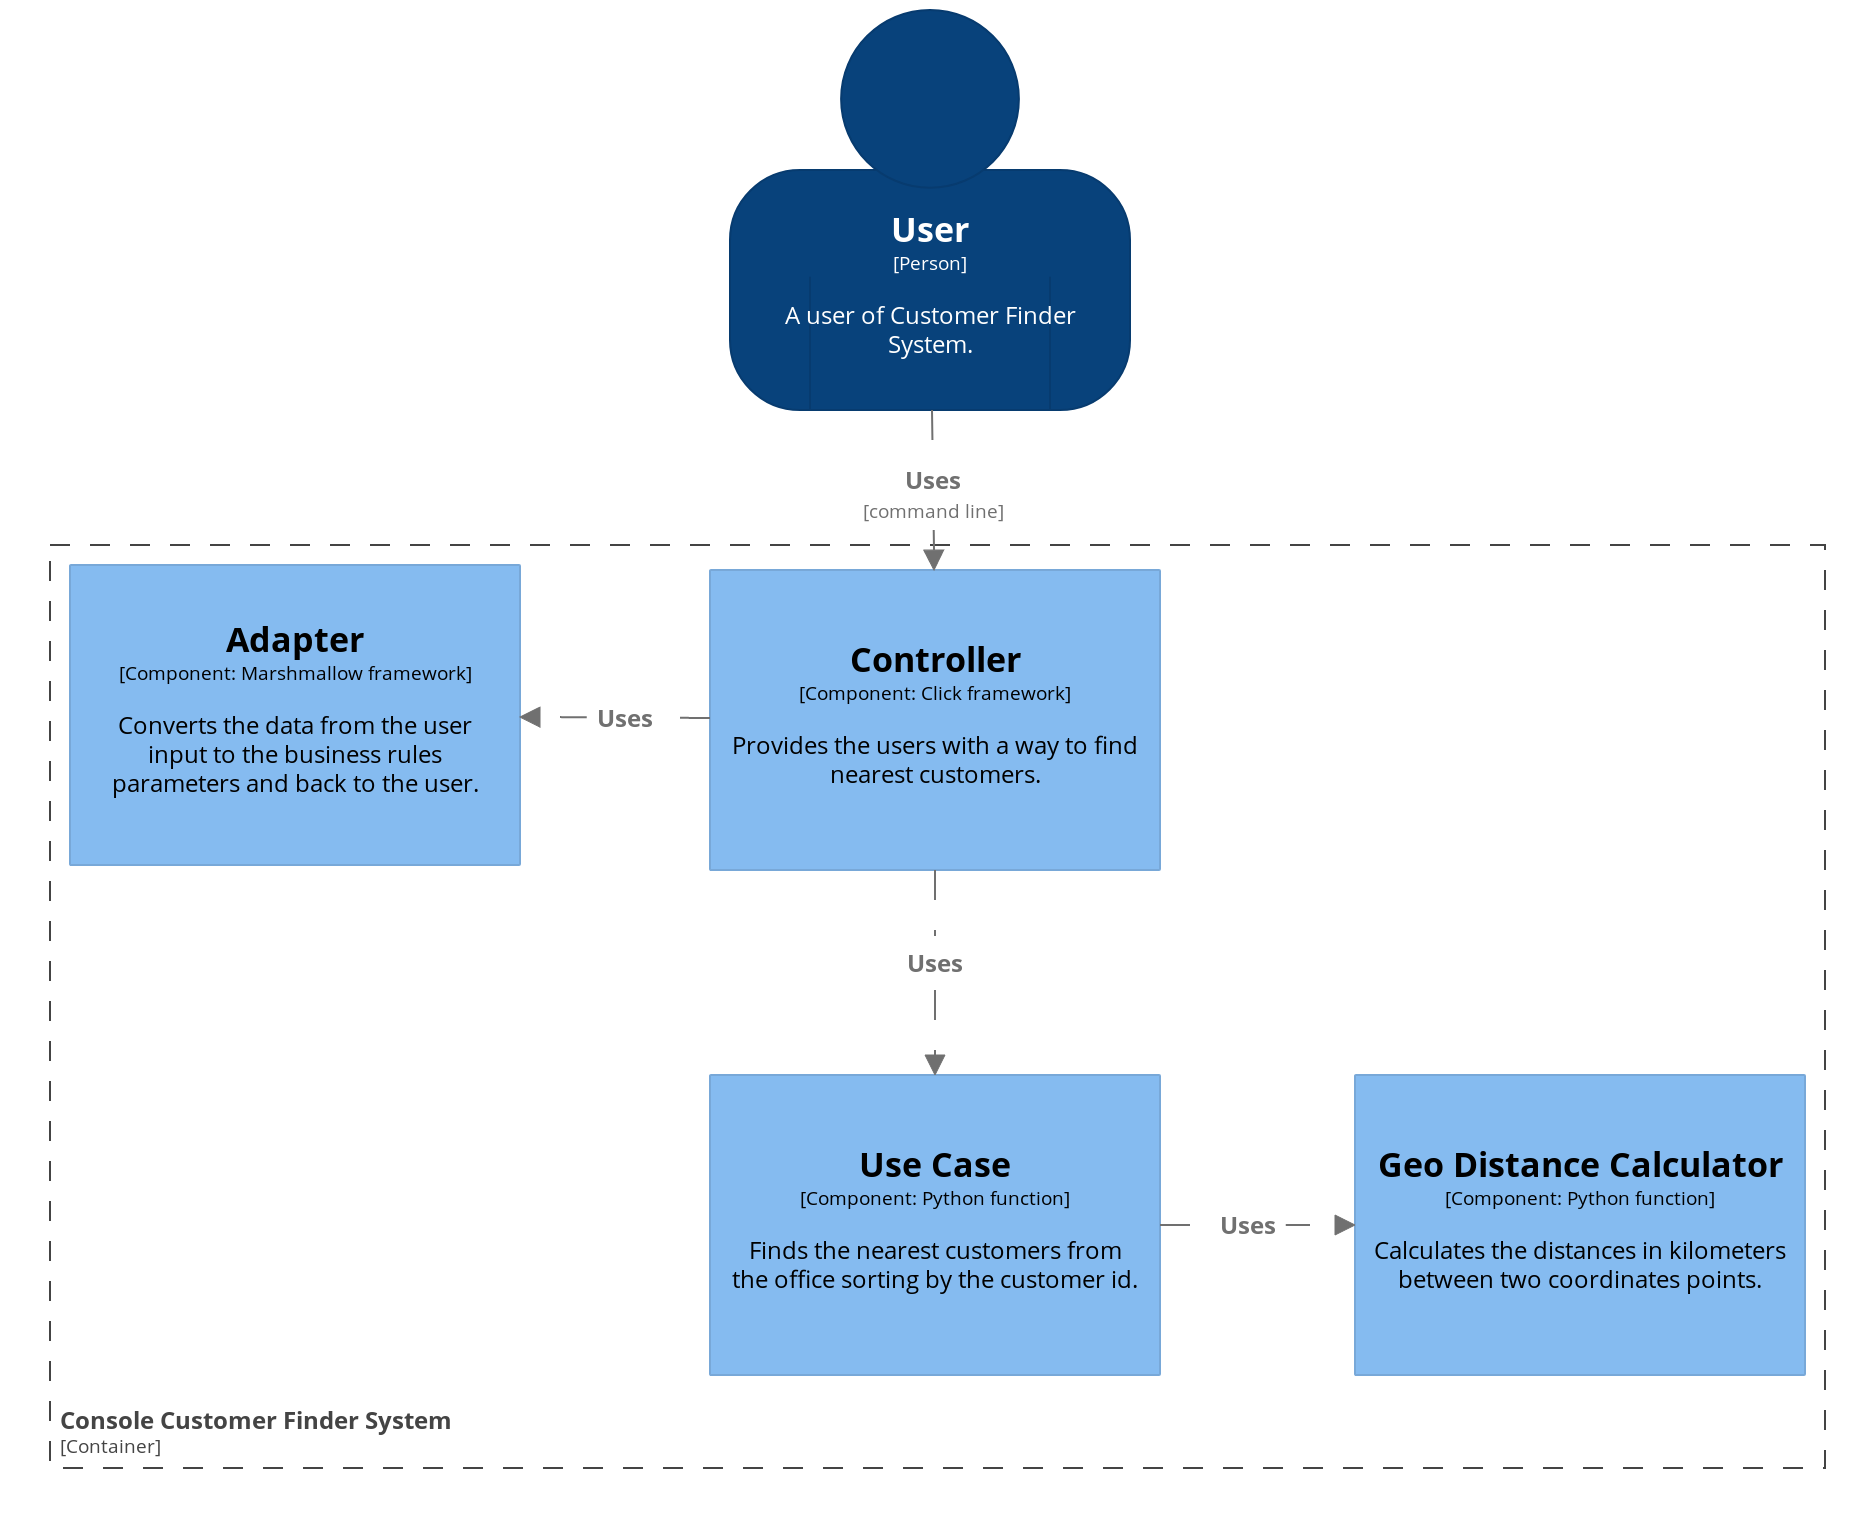 User
[Person]
A user of Customer Finder
System.
Uses
[command line]
Adapter
[Component: Marshmallow framework]
Converts the data from the user
input to the business rules
parameters and back to the user.
Uses
Controller
[Component: Click framework]
Provides the users with a way to find
nearest customers.
Uses
Use Case
[Component: Python function]
Finds the nearest customers from
the office sorting by the customer id.
Uses
Geo Distance Calculator
[Component: Python function]
Calculates the distances in kilometers
between two coordinates points.
Console Customer Finder System
[Container]